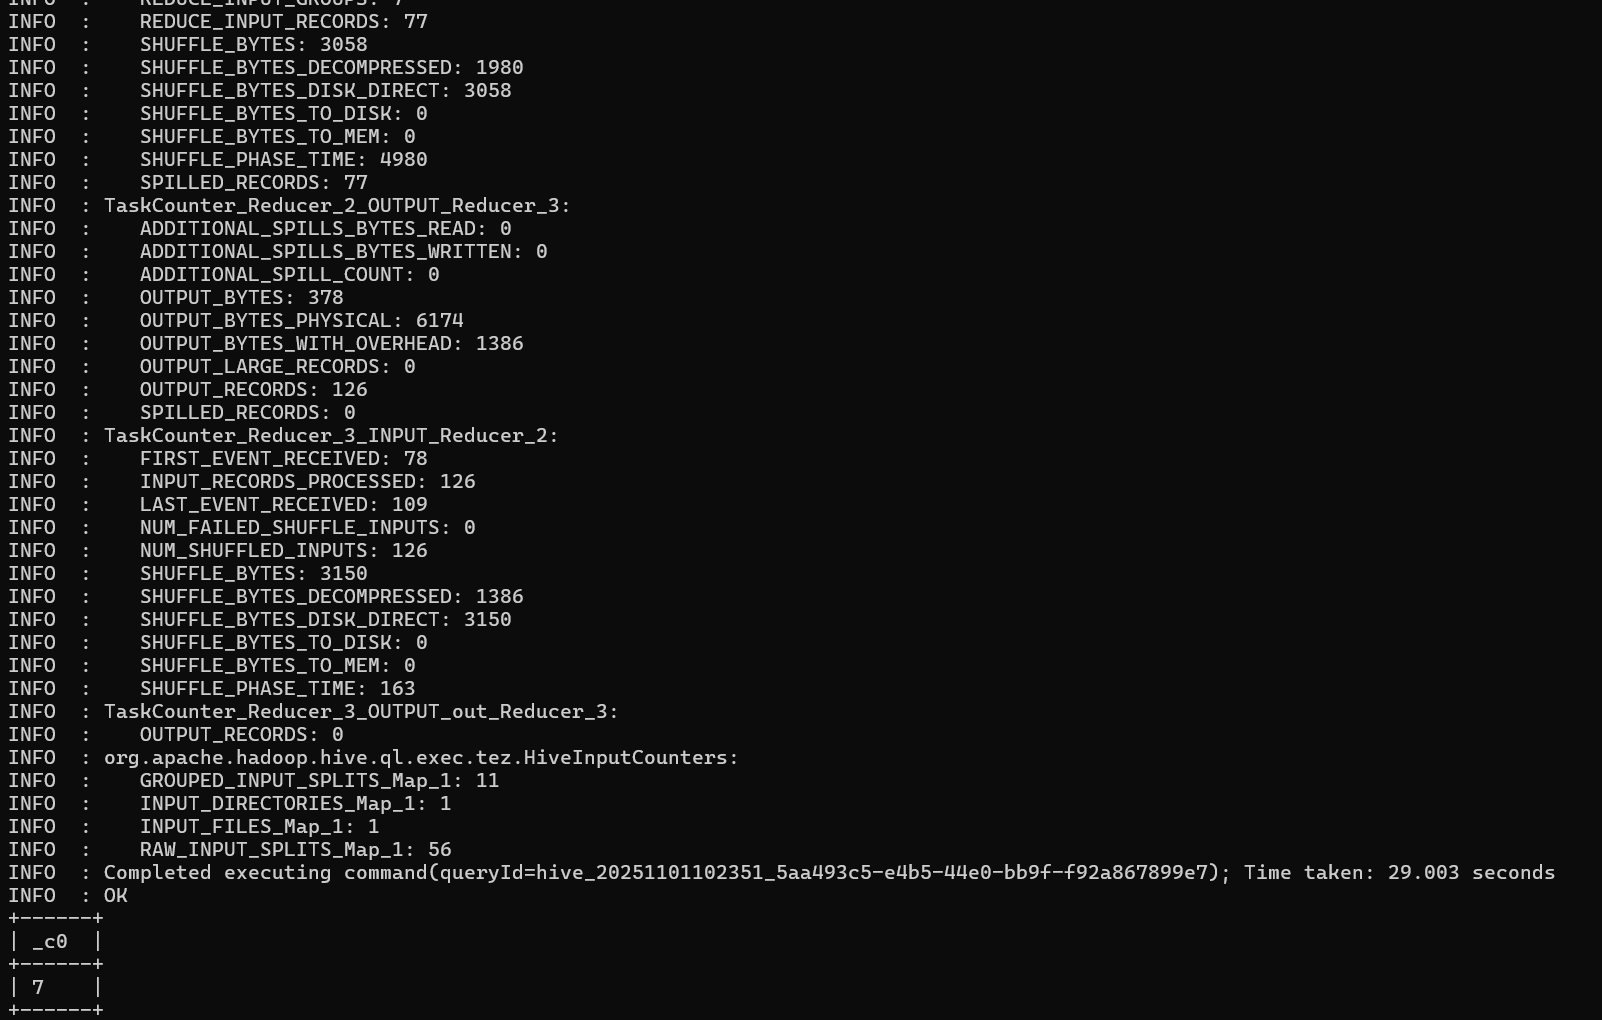 INFO  :     REDUCE_INPUT_GROUPS: 7
INFO  :     REDUCE_INPUT_RECORDS: 77
INFO  :     SHUFFLE_BYTES: 3058
INFO  :     SHUFFLE_BYTES_DECOMPRESSED: 1980
INFO  :     SHUFFLE_BYTES_DISK_DIRECT: 3058
INFO  :     SHUFFLE_BYTES_TO_DISK: 0
INFO  :     SHUFFLE_BYTES_TO_MEM: 0
INFO  :     SHUFFLE_PHASE_TIME: 4980
INFO  :     SPILLED_RECORDS: 77
INFO  : TaskCounter_Reducer_2_OUTPUT_Reducer_3:
INFO  :     ADDITIONAL_SPILLS_BYTES_READ: 0
INFO  :     ADDITIONAL_SPILLS_BYTES_WRITTEN: 0
INFO  :     ADDITIONAL_SPILL_COUNT: 0
INFO  :     OUTPUT_BYTES: 378
INFO  :     OUTPUT_BYTES_PHYSICAL: 6174
INFO  :     OUTPUT_BYTES_WITH_OVERHEAD: 1386
INFO  :     OUTPUT_LARGE_RECORDS: 0
INFO  :     OUTPUT_RECORDS: 126
INFO  :     SPILLED_RECORDS: 0
INFO  : TaskCounter_Reducer_3_INPUT_Reducer_2:
INFO  :     FIRST_EVENT_RECEIVED: 78
INFO  :     INPUT_RECORDS_PROCESSED: 126
INFO  :     LAST_EVENT_RECEIVED: 109
INFO  :     NUM_FAILED_SHUFFLE_INPUTS: 0
INFO  :     NUM_SHUFFLED_INPUTS: 126
INFO  :     SHUFFLE_BYTES: 3150
INFO  :     SHUFFLE_BYTES_DECOMPRESSED: 1386
INFO  :     SHUFFLE_BYTES_DISK_DIRECT: 3150
INFO  :     SHUFFLE_BYTES_TO_DISK: 0
INFO  :     SHUFFLE_BYTES_TO_MEM: 0
INFO  :     SHUFFLE_PHASE_TIME: 163
INFO  : TaskCounter_Reducer_3_OUTPUT_out_Reducer_3:
INFO  :     OUTPUT_RECORDS: 0
INFO  : org.apache.hadoop.hive.ql.exec.tez.HiveInputCounters:
INFO  :     GROUPED_INPUT_SPLITS_Map_1: 11
INFO  :     INPUT_DIRECTORIES_Map_1: 1
INFO  :     INPUT_FILES_Map_1: 1
INFO  :     RAW_INPUT_SPLITS_Map_1: 56
INFO  : Completed executing command(queryId=hive_20251101102351_5aa493c5-e4b5-44e0-bb9f-f92a867899e7); Time taken: 29.003 seconds
INFO  : OK
+------+
| _c0  |
+------+
| 7    |
+------+